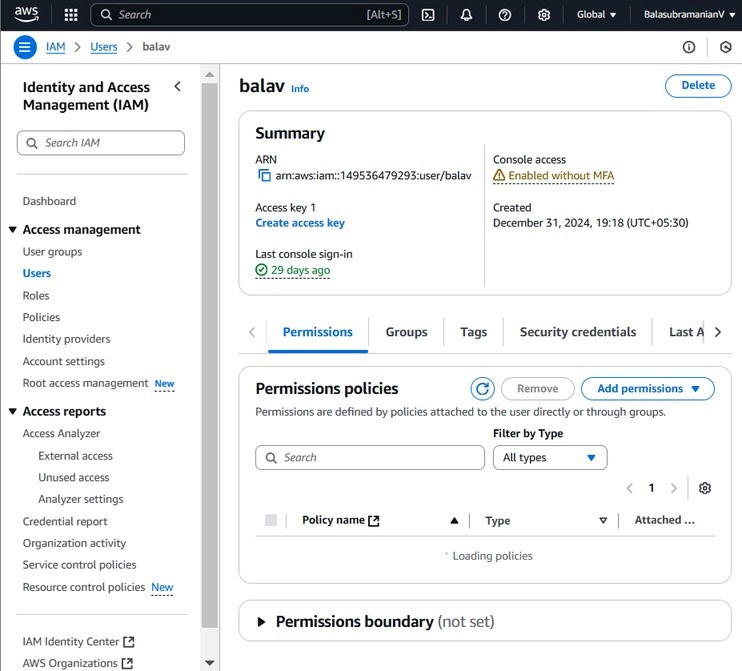 aws
Search [Alt+S]
Global
BalasubramanianV
IAM
Users
balav
Identity and Access
Management (IAM)
Search IAM
Dashboard
Access management
User groups
Users
Roles
Policies
Identity providers
Account settings
Root access management New
Access reports
Access Analyzer
External access
Unused access
Analyzer settings
Credential report
Organization activity
Service control policies
Resource control policies New
IAM Identity Center
AWS Organizations
balav Info
Delete
Summary
ARN
arn:aws:iam::149536479293:user/balav
Access key 1
Create access key
Last console sign-in
29 days ago
Console access
Enabled without MFA
Created
December 31, 2024, 19:18 (UTC+05:30)
Permissions
Groups
Tags
Security credentials
Last A
Permissions policies
Remove
Add permissions
Permissions are defined by policies attached to the user directly or through groups.
Filter by Type
Search
All types
1
Policy name
Type
Attached ...
Loading policies
Permissions boundary (not set)